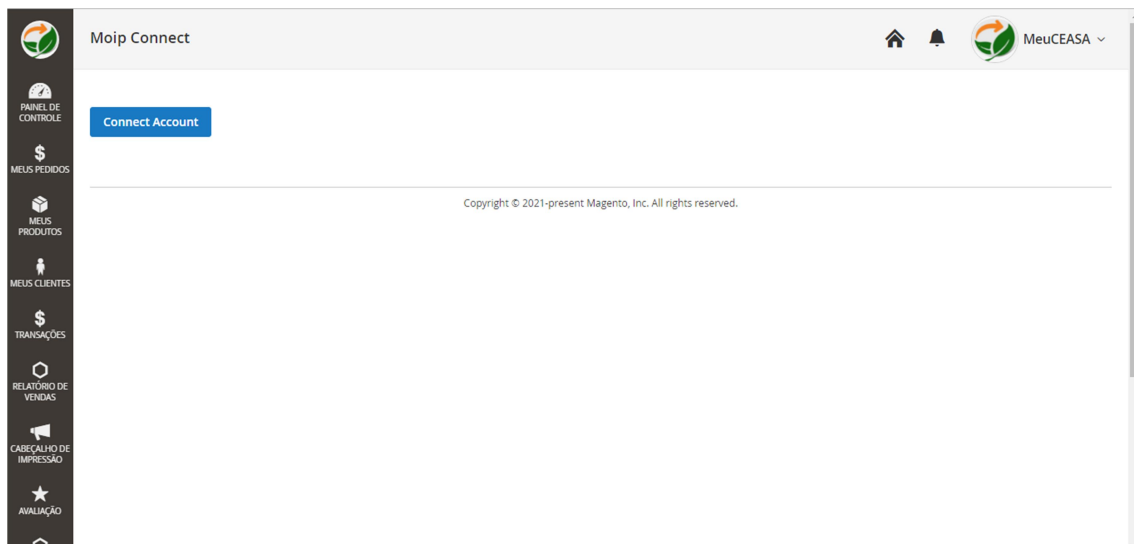 Moip Connect
MeuCEASA
PAINEL DE
CONTROLE
MEUS PEDIDOS
MEUS
PRODUTOS
MEUS CLIENTES
TRANSAÇÕES
RELATÓRIO DE
VENDAS
CABEÇALHO DE
IMPRESSÃO
AVALIAÇÃO
Connect Account
Copyright © 2021-present Magento, Inc. All rights reserved.